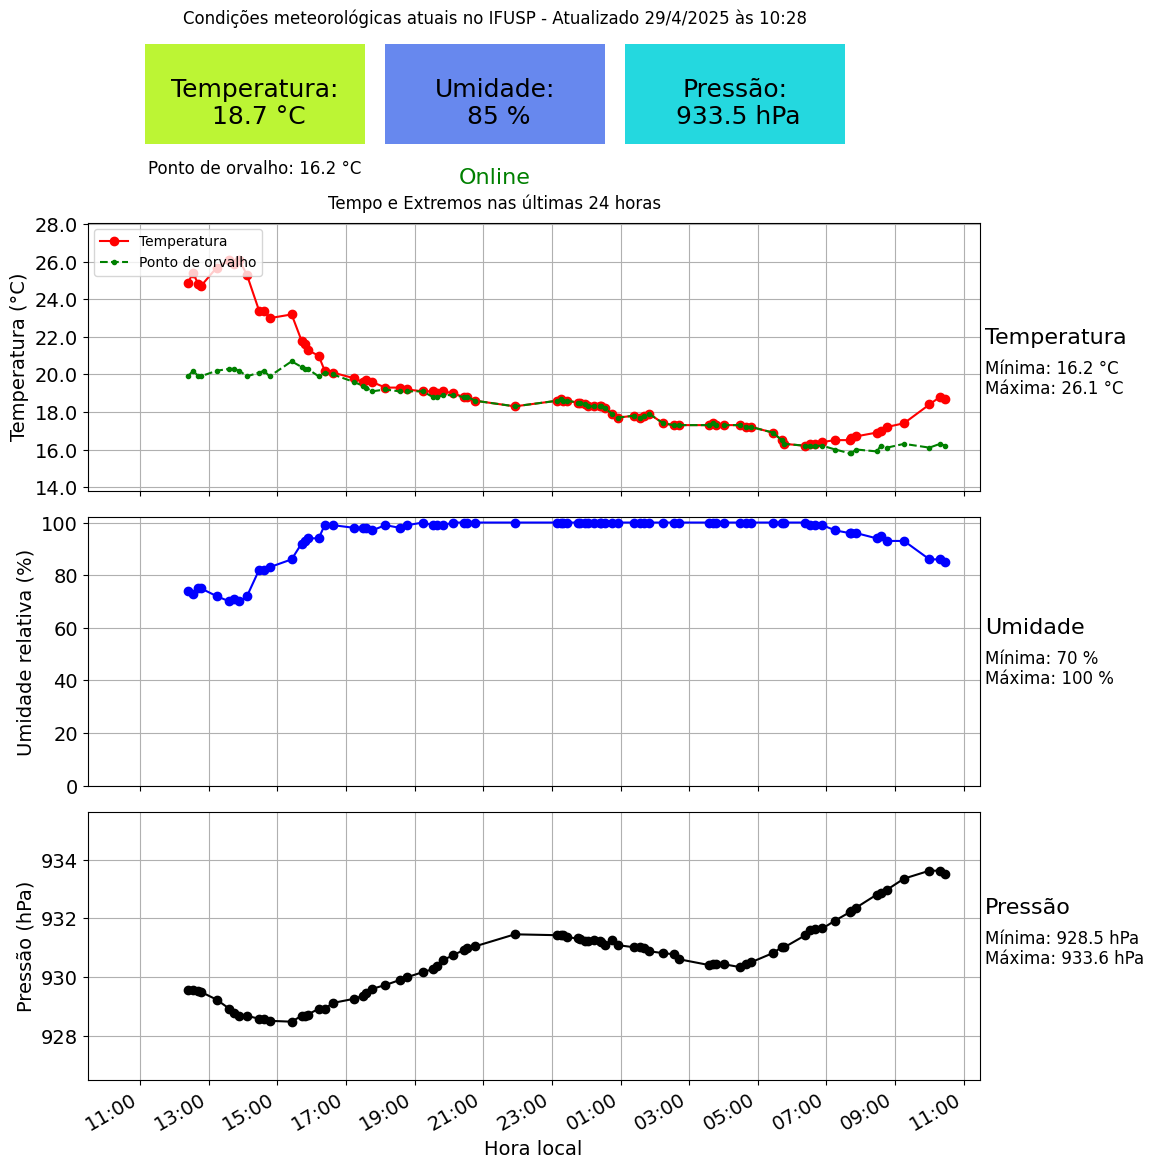 Condições meteorológicas atuais no IFUSP - Atualizado 29/4/2025 às 10:28
Temperatura:
18.7 °C
Umidade:
85 %
Pressão:
933.5 hPa
Ponto de orvalho: 16.2 °C
Online
Tempo e Extremos nas últimas 24 horas
Temperatura (°C)
28.0
26.0
24.0
22.0
20.0
18.0
16.0
14.0
Temperatura
Ponto de orvalho
Temperatura
Mínima: 16.2 °C
Máxima: 26.1 °C
Umidade relativa (%)
100
80
60
40
20
0
Umidade
Mínima: 70 %
Máxima: 100 %
Pressão (hPa)
934
932
930
928
Pressão
Mínima: 928.5 hPa
Máxima: 933.6 hPa
11:00
13:00
15:00
17:00
19:00
21:00
23:00
01:00
03:00
05:00
07:00
09:00
11:00
Hora local